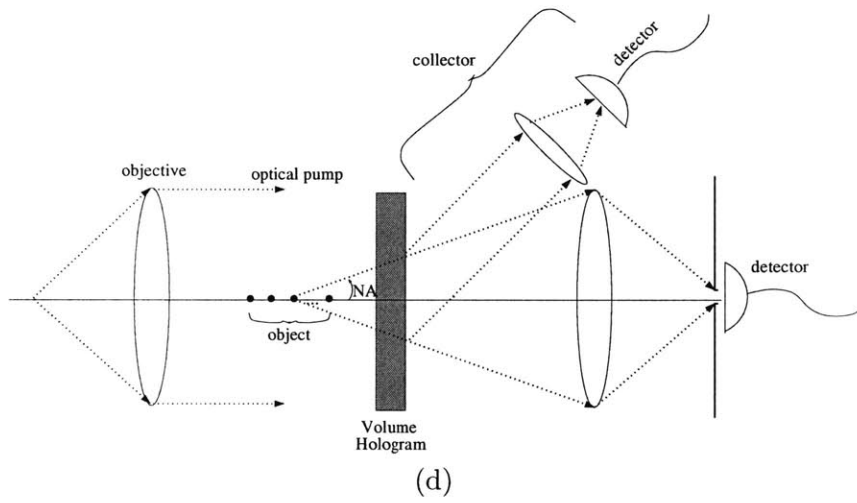 collector
detector
objective
optical pump
NA
detector
object
Volume
Hologram
(d)